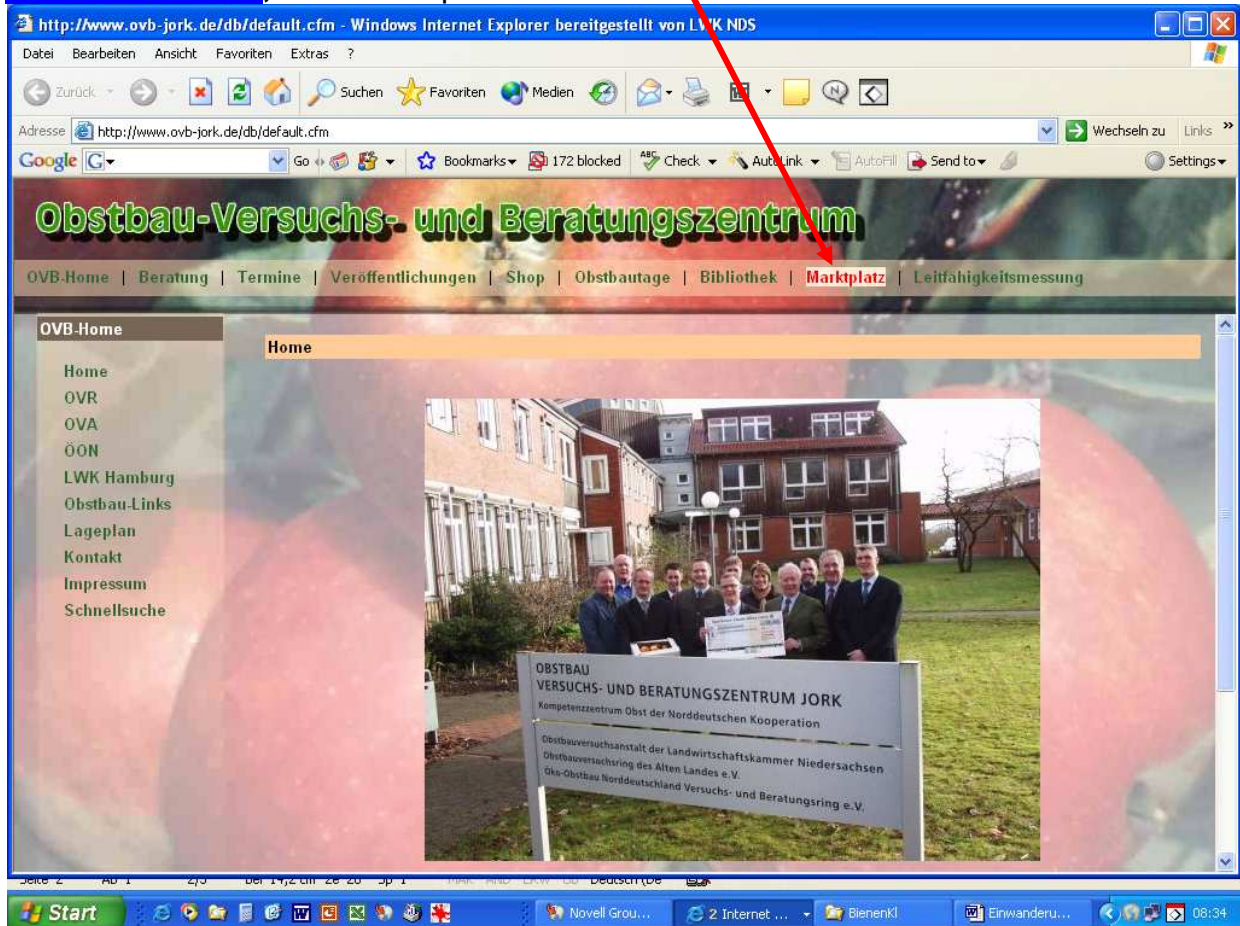 http://www.ovb-jork.de/db/default.cfm - Windows Internet Explorer bereitgestellt von LWK NDS
Datei Bearbeiten Ansicht Favoriten Extras ?
Zurück Suchen Favoriten Medien
Adresse http://www.ovb-jork.de/db/default.cfm Wechseln zu Links »
Google G Go Bookmarks 172 blocked ABC Check AutoLink AutoFill Send to Settings
Obstbau-Versuchs- und Beratungszentrum
OVB-Home | Beratung | Termine | Veröffentlichungen | Shop | Obstbautage | Bibliothek | Marktplatz | Leitfähigkeitsmessung
OVB-Home
Home
Home
OVR
OVA
ÖON
LWK Hamburg
Obstbau-Links
Lageplan
Kontakt
Impressum
Schnellsuche
OBSTBAU
VERSUCHS- UND BERATUNGSZENTRUM JORK
Kompetenzzentrum Obst der Norddeutschen Kooperation
Obstbauversuchsanstalt der Landwirtschaftskammer Niedersachsen
Obstbauversuchsring des Alten Landes e.V.
Öko-Obstbau Norddeutschland Versuchs- und Beratungsring e.V.
Start Novell Grou... 2 Internet ... BienenKl Einwanderu... 08:34